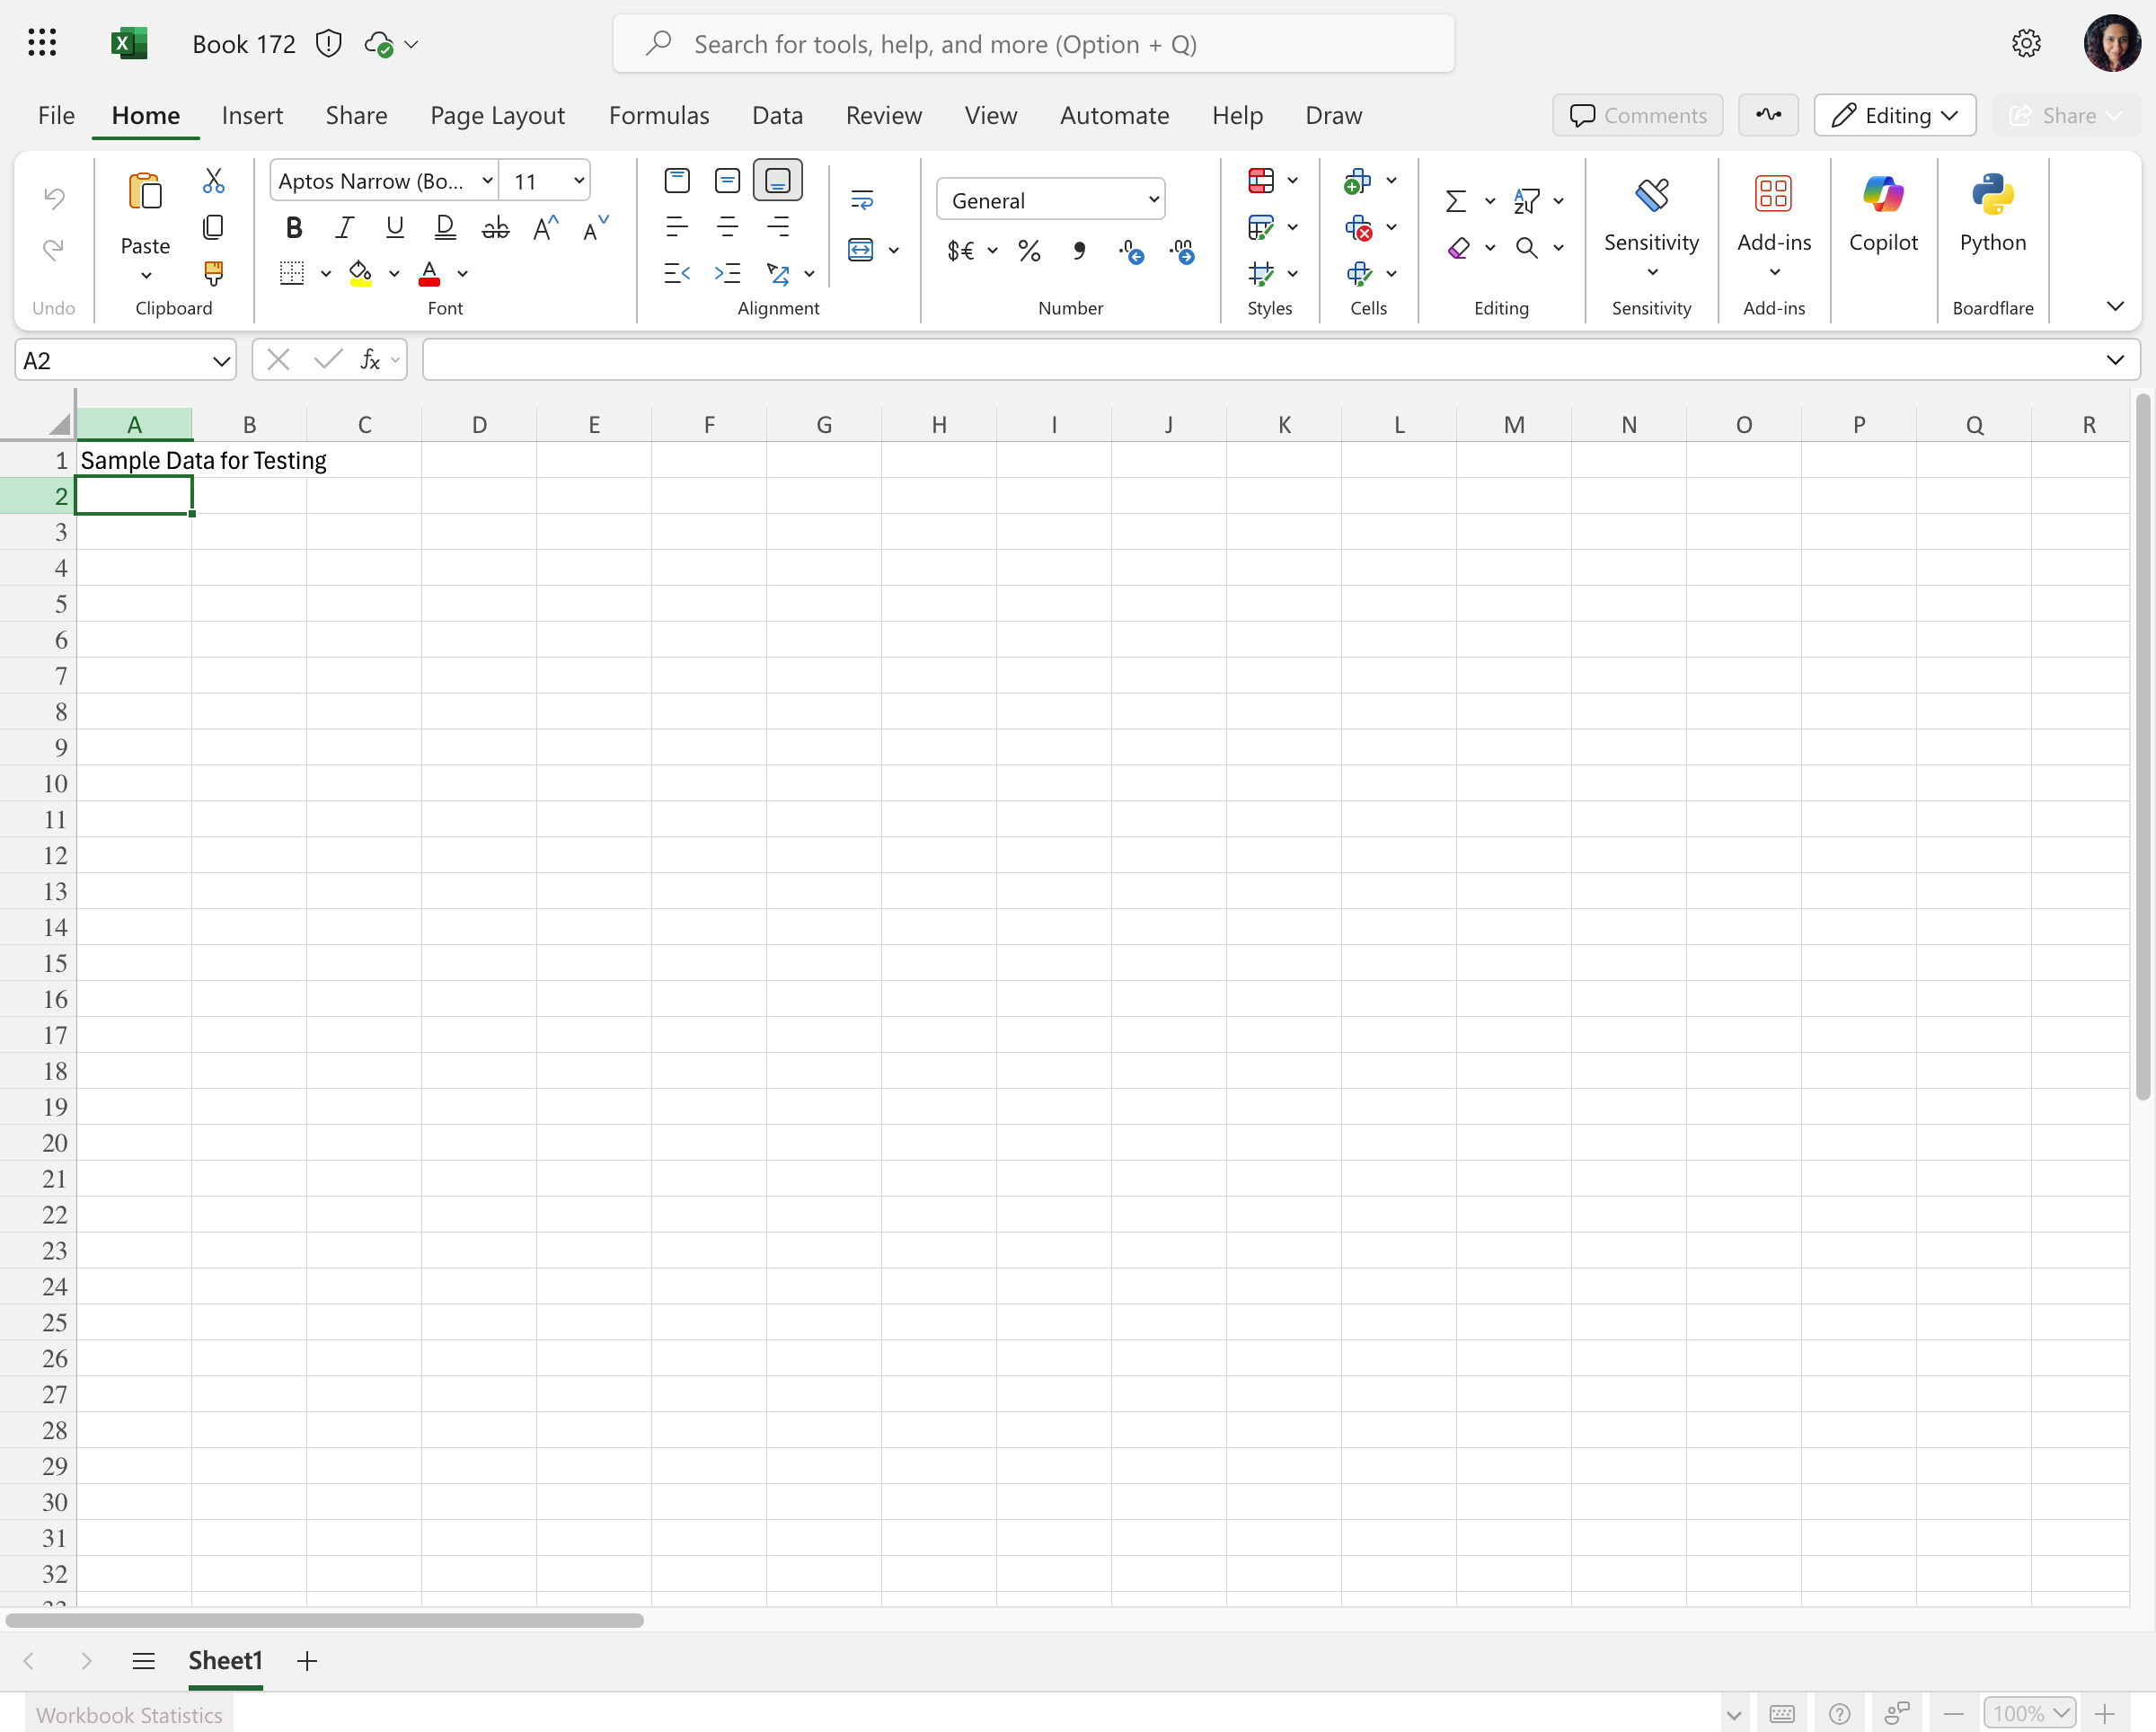 Book 172
Search for tools, help, and more (Option + Q)
File Home Insert Share Page Layout Formulas Data Review View Automate Help Draw Comments Editing Share
Undo
Paste
Clipboard
Aptos Narrow (Bo... 11
B I U D ab A A
A
Font
Alignment
General
$€ % 9
Number
Styles
Cells
Editing
Sensitivity
Sensitivity
Add-ins
Add-ins
Copilot
Python
Boardflare
A2 fx
A B C D E F G H I J K L M N O P Q R
1 Sample Data for Testing
2
3
4
5
6
7
8
9
10
11
12
13
14
15
16
17
18
19
20
21
22
23
24
25
26
27
28
29
30
31
32
Sheet1
Workbook Statistics 100%